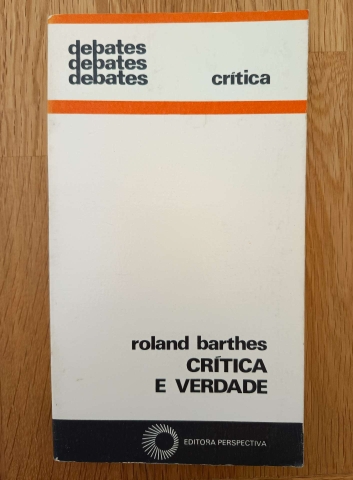 debates
debates
debates crítica
roland barthes
CRÍTICA
E VERDADE
EDITORA PERSPECTIVA